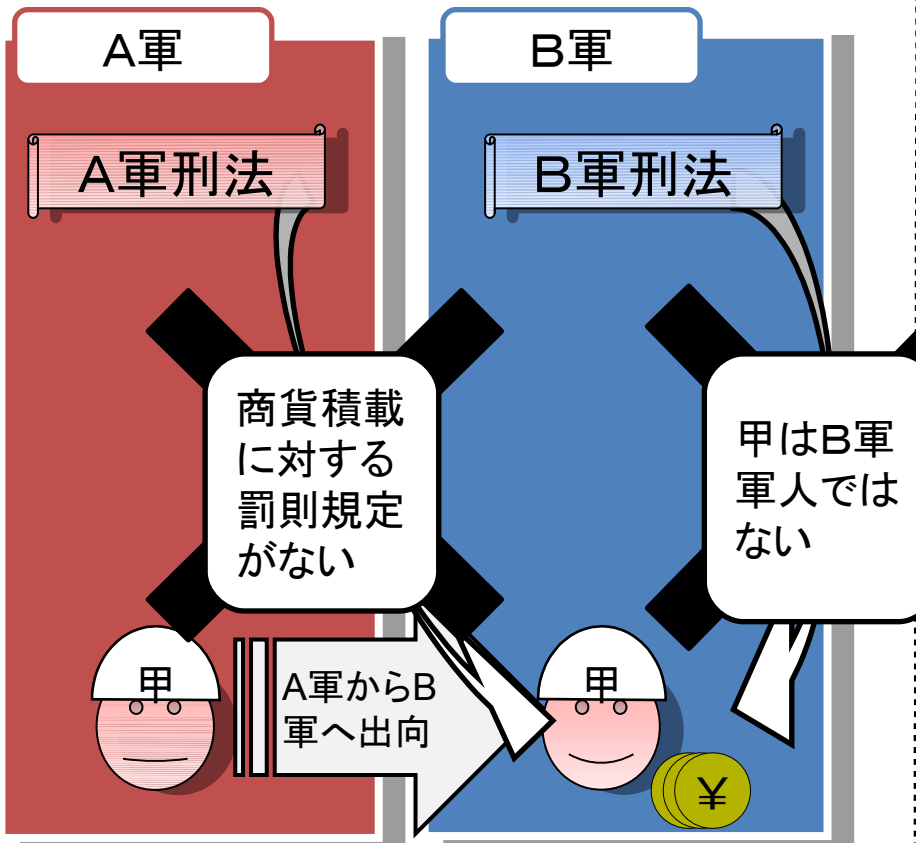 A軍
B軍
A軍刑法
B軍刑法
商貨積載
に対する
罰則規定
がない
甲はB軍
軍人では
ない
甲
A軍からB
軍へ出向
甲
¥